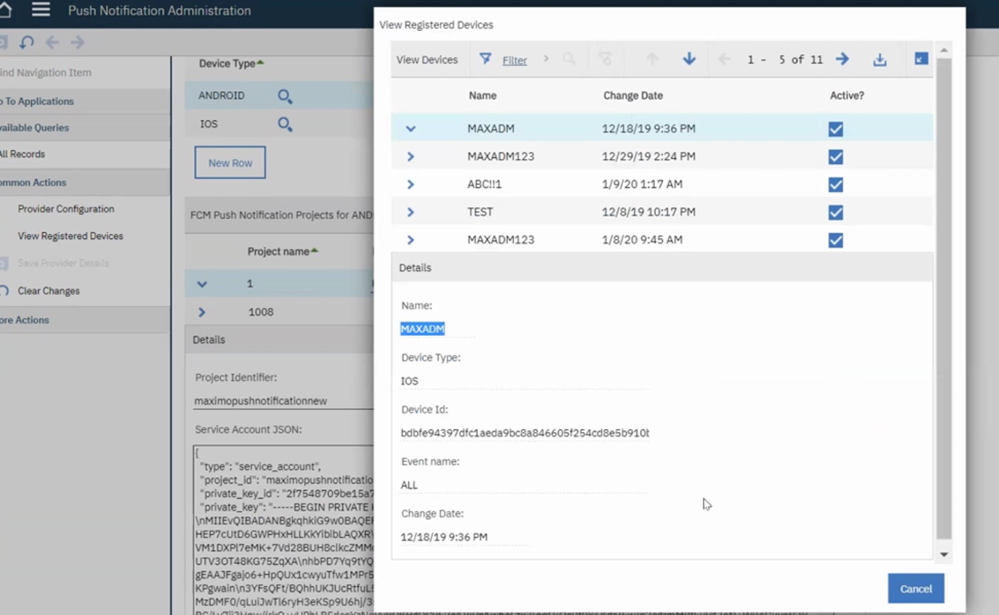 Push Notification Administration
ind Navigation Item
o To Applications
vailable Queries
All Records
ommon Actions
Provider Configuration
View Registered Devices
Save Provider Details
Clear Changes
ore Actions
Device Type
ANDROID
IOS
New Row
FCM Push Notification Projects for AND
Project name
1
1008
Details
Project Identifier:
maximopushnotificationnew
Service Account JSON:
{
"type": "service_account",
"project_id": "maximopushnotificatio
"private_key_id": "2f7548709be15a7
"private_key": "-----BEGIN PRIVATE
\nMIIEvQIBADANBgkqhkiG9w0BAQEF
HEP7cUtD6GWPHxHLLKkYibibLAQXR\
VM1DXPl7eMK+7Vd28BUH8clkcZMM
UTV3OT48KG75ZqXA\nhbPD7Yq9tYQ
gEAAJFgajo6+HpQUx1cwyuTfw1MPr5
KPgwain\n3YFsQFt/BQhhUKJUcRtfuL
MzDMF0/qLuiJwTl6ryH3eKSp9U6hj/3
View Registered Devices
View Devices Filter 1 - 5 of 11
Name Change Date Active?
MAXADM 12/18/19 9:36 PM
MAXADM123 12/29/19 2:24 PM
ABC!!1 1/9/20 1:17 AM
TEST 12/8/19 10:17 PM
MAXADM123 1/8/20 9:45 AM
Details
Name:
MAXADM
Device Type:
IOS
Device Id:
bdbfe94397dfc1aeda9bc8a846605f254cd8e5b910b
Event name:
ALL
Change Date:
12/18/19 9:36 PM
Cancel